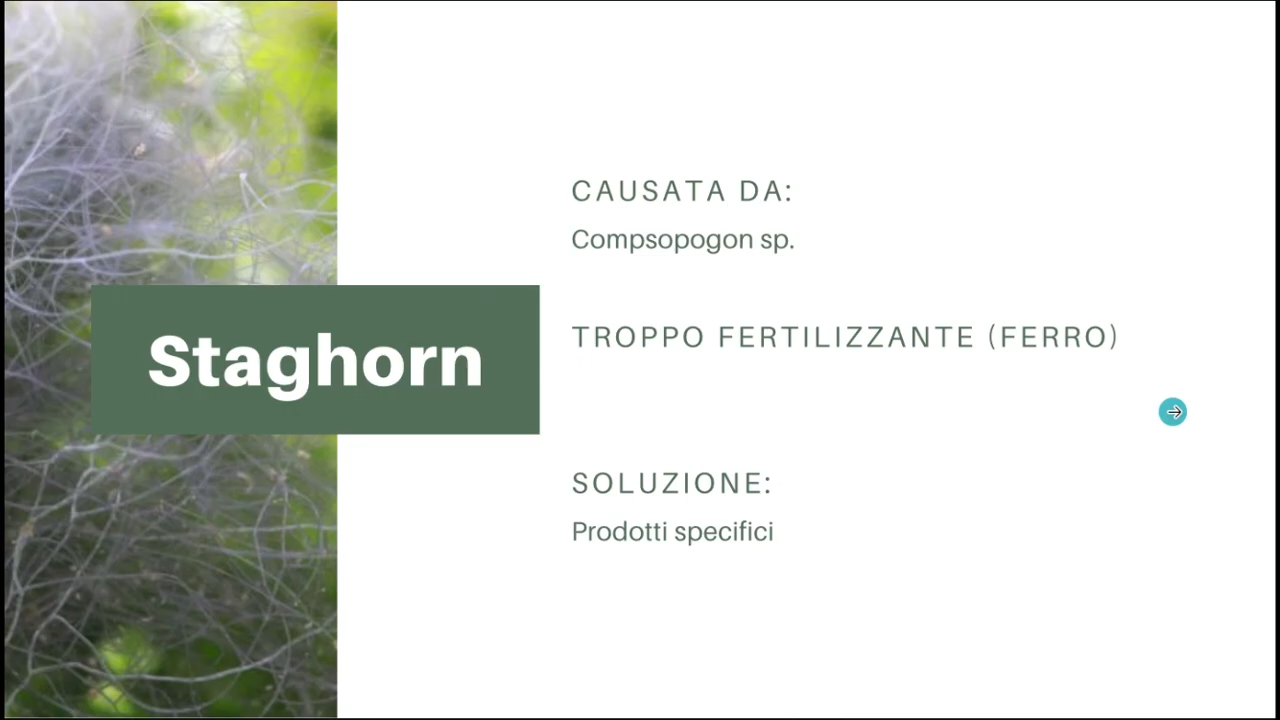 Staghorn
CAUSATA DA:
Compsopogon sp.
TROPPO FERTILIZZANTE (FERRO)
SOLUZIONE:
Prodotti specifici